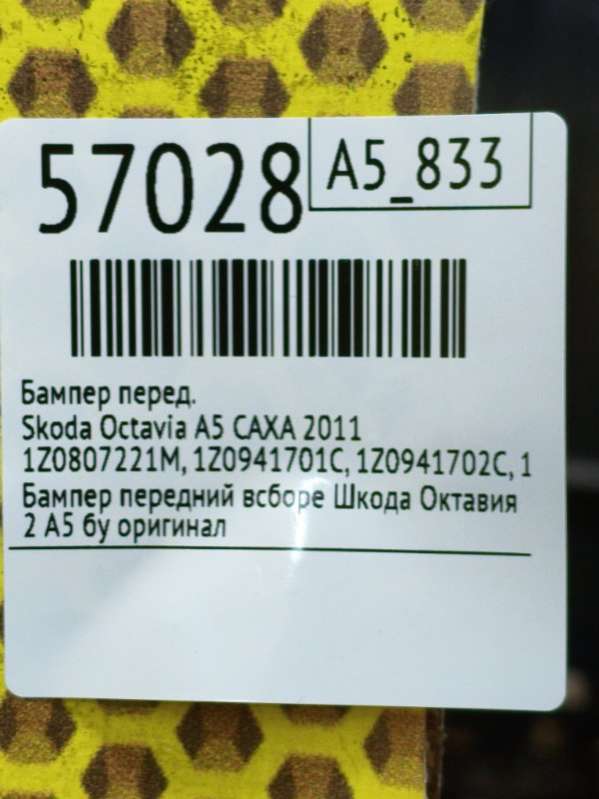 57028
A5_833
Бампер перед.
Skoda Octavia A5 CAXA 2011
1Z0807221M, 1Z0941701C, 1Z0941702C, 1
Бампер передний всборе Шкода Октавия
2 А5 бу оригинал